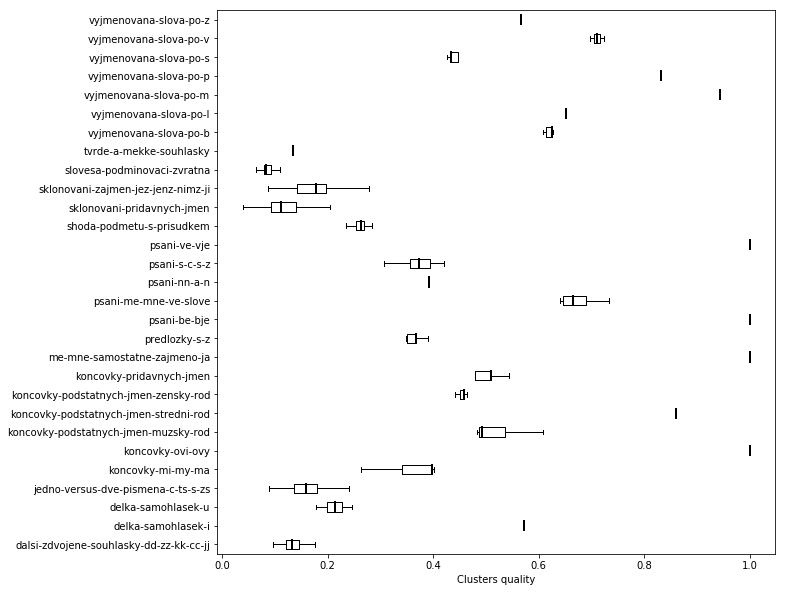 vyjmenovana-slova-po-z
vyjmenovana-slova-po-v
vyjmenovana-slova-po-s
vyjmenovana-slova-po-p
vyjmenovana-slova-po-m
vyjmenovana-slova-po-l
vyjmenovana-slova-po-b
tvrde-a-mekke-souhlasky
slovesa-podminovaci-zvratna
sklonovani-zajmen-jez-jenz-nimz-ji
sklonovani-pridavnych-jmen
shoda-podmetu-s-prisudkem
psani-ve-vje
psani-s-c-s-z
psani-nn-a-n
psani-me-mne-ve-slove
psani-be-bje
predlozky-s-z
me-mne-samostatne-zajmeno-ja
koncovky-pridavnych-jmen
koncovky-podstatnych-jmen-zensky-rod
koncovky-podstatnych-jmen-stredni-rod
koncovky-podstatnych-jmen-muzsky-rod
koncovky-ovi-ovy
koncovky-mi-my-ma
jedno-versus-dve-pismena-c-ts-s-zs
delka-samohlasek-u
delka-samohlasek-i
dalsi-zdvojene-souhlasky-dd-zz-kk-cc-jj
0.0 0.2 0.4 0.6 0.8 1.0
Clusters quality